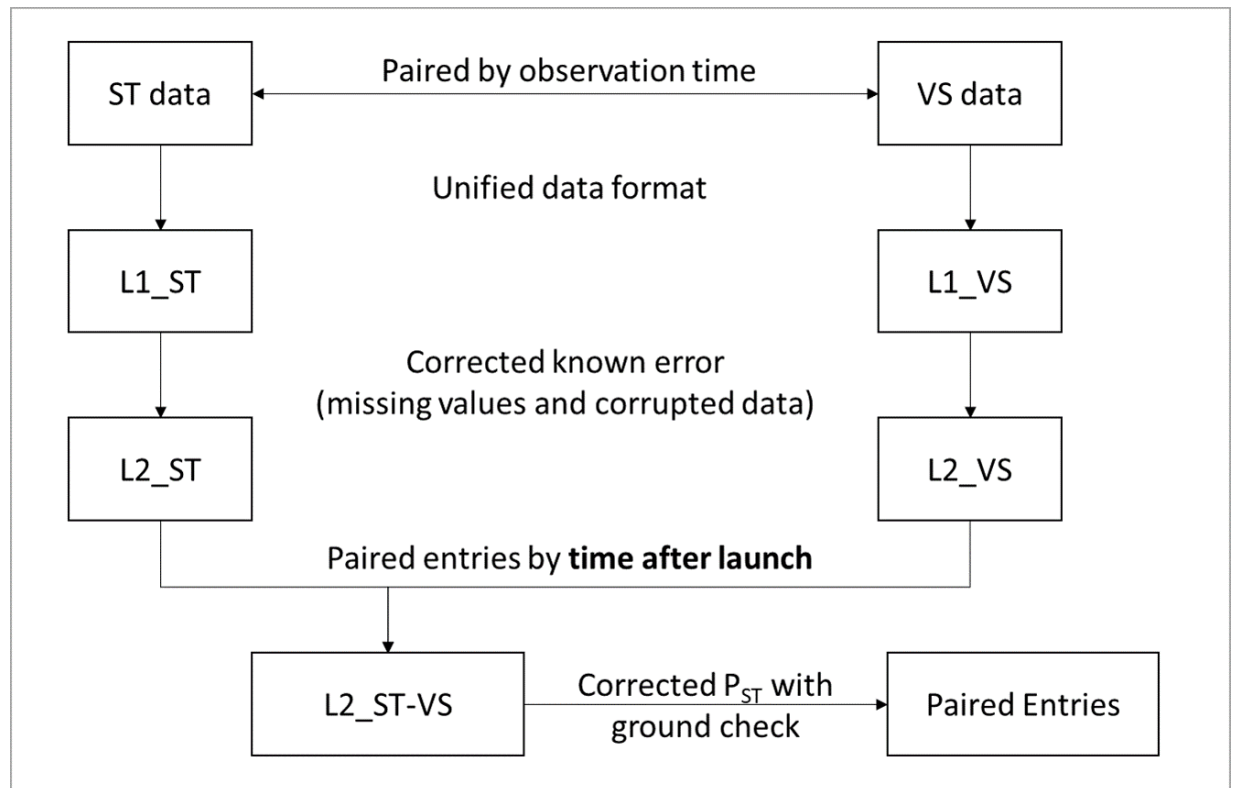 ST data
Paired by observation time
VS data
Unified data format
L1_ST
L1_VS
Corrected known error
(missing values and corrupted data)
L2_ST
L2_VS
Paired entries by time after launch
L2_ST-VS
Corrected P_ST with
ground check
Paired Entries